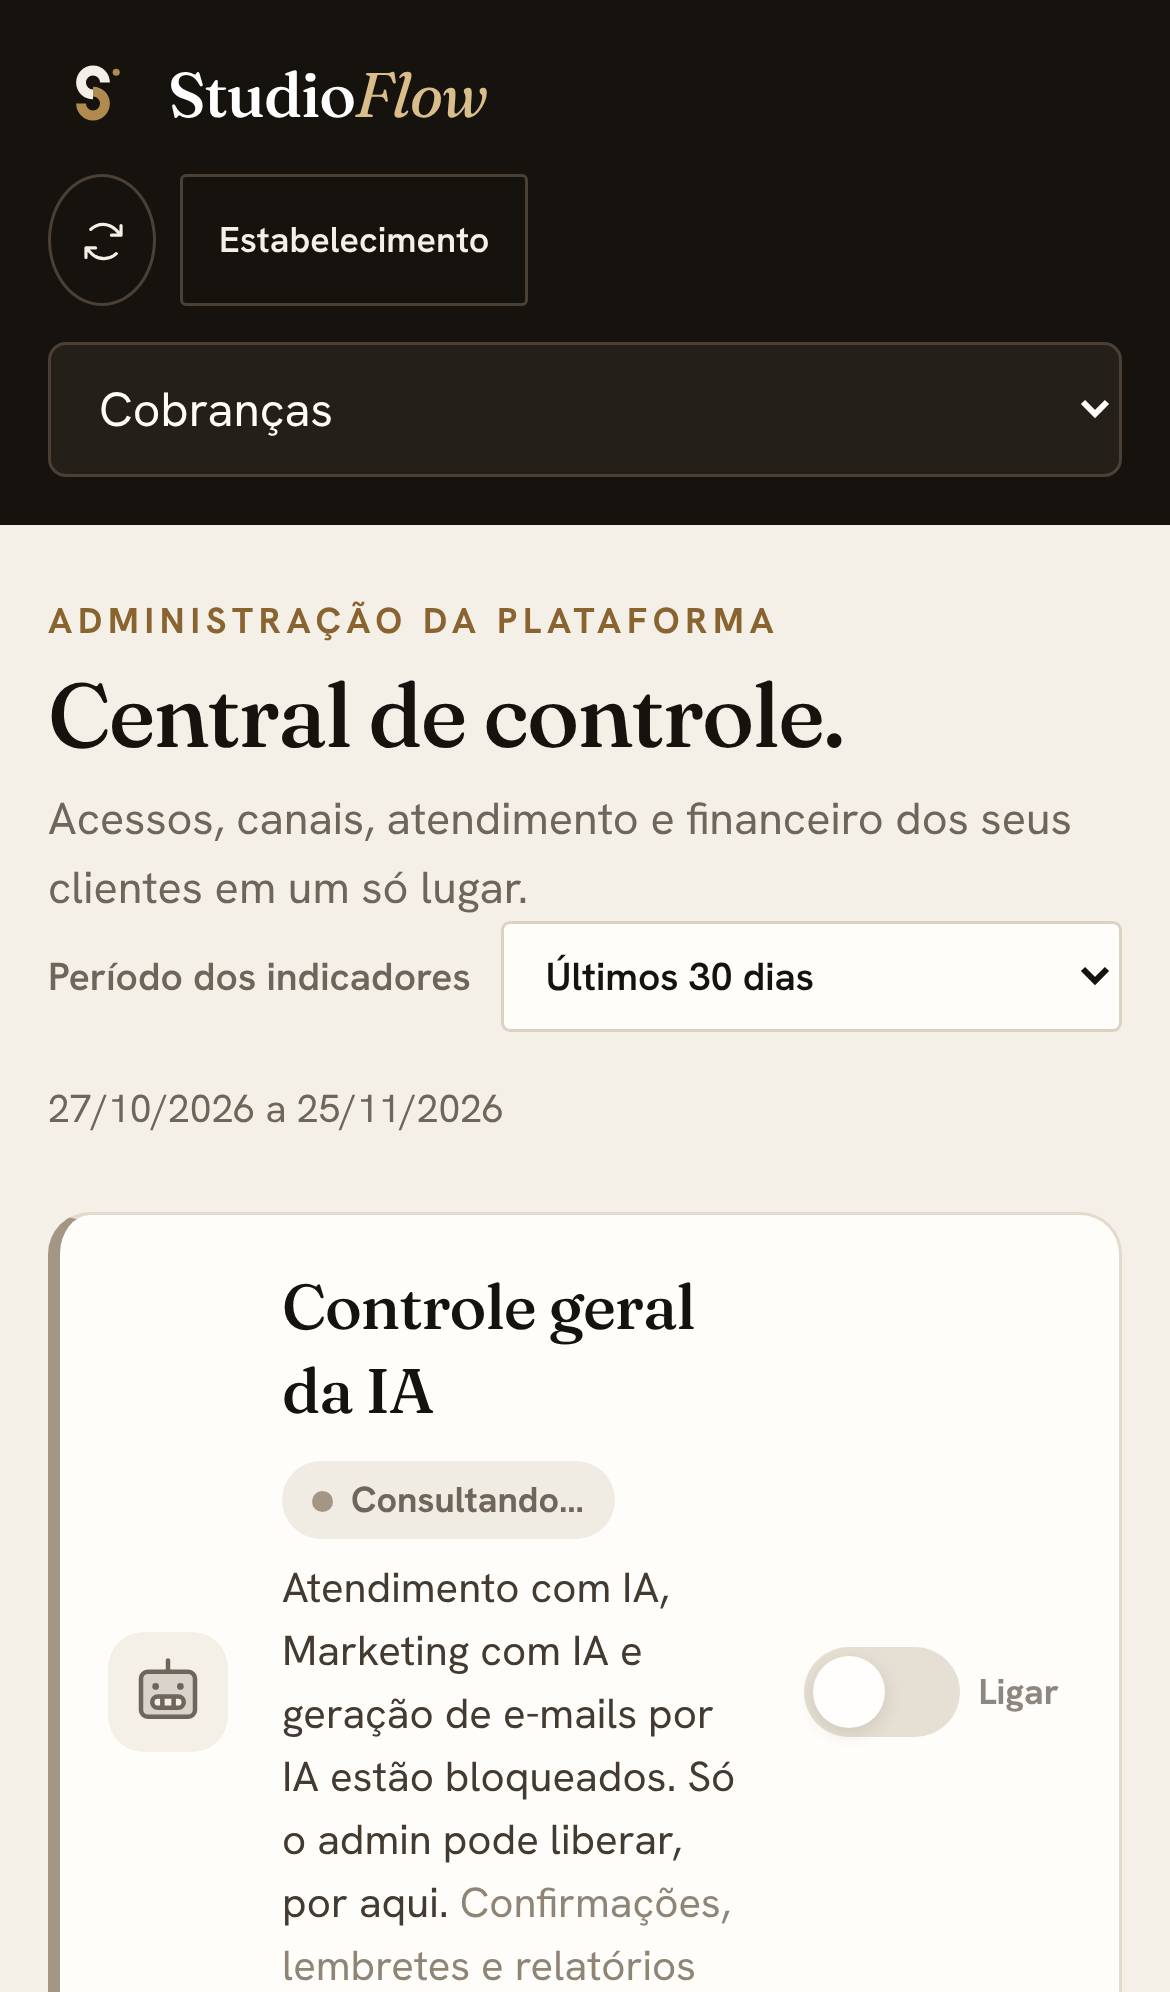 StudioFlow
Estabelecimento
Cobranças
ADMINISTRAÇÃO DA PLATAFORMA
Central de controle.
Acessos, canais, atendimento e financeiro dos seus
clientes em um só lugar.
Período dos indicadores
Últimos 30 dias
27/10/2026 a 25/11/2026
Controle geral
da IA
Consultando...
Atendimento com IA,
Marketing com IA e
geração de e-mails por
IA estão bloqueados. Só
o admin pode liberar,
por aqui. Confirmações,
lembretes e relatórios
Ligar